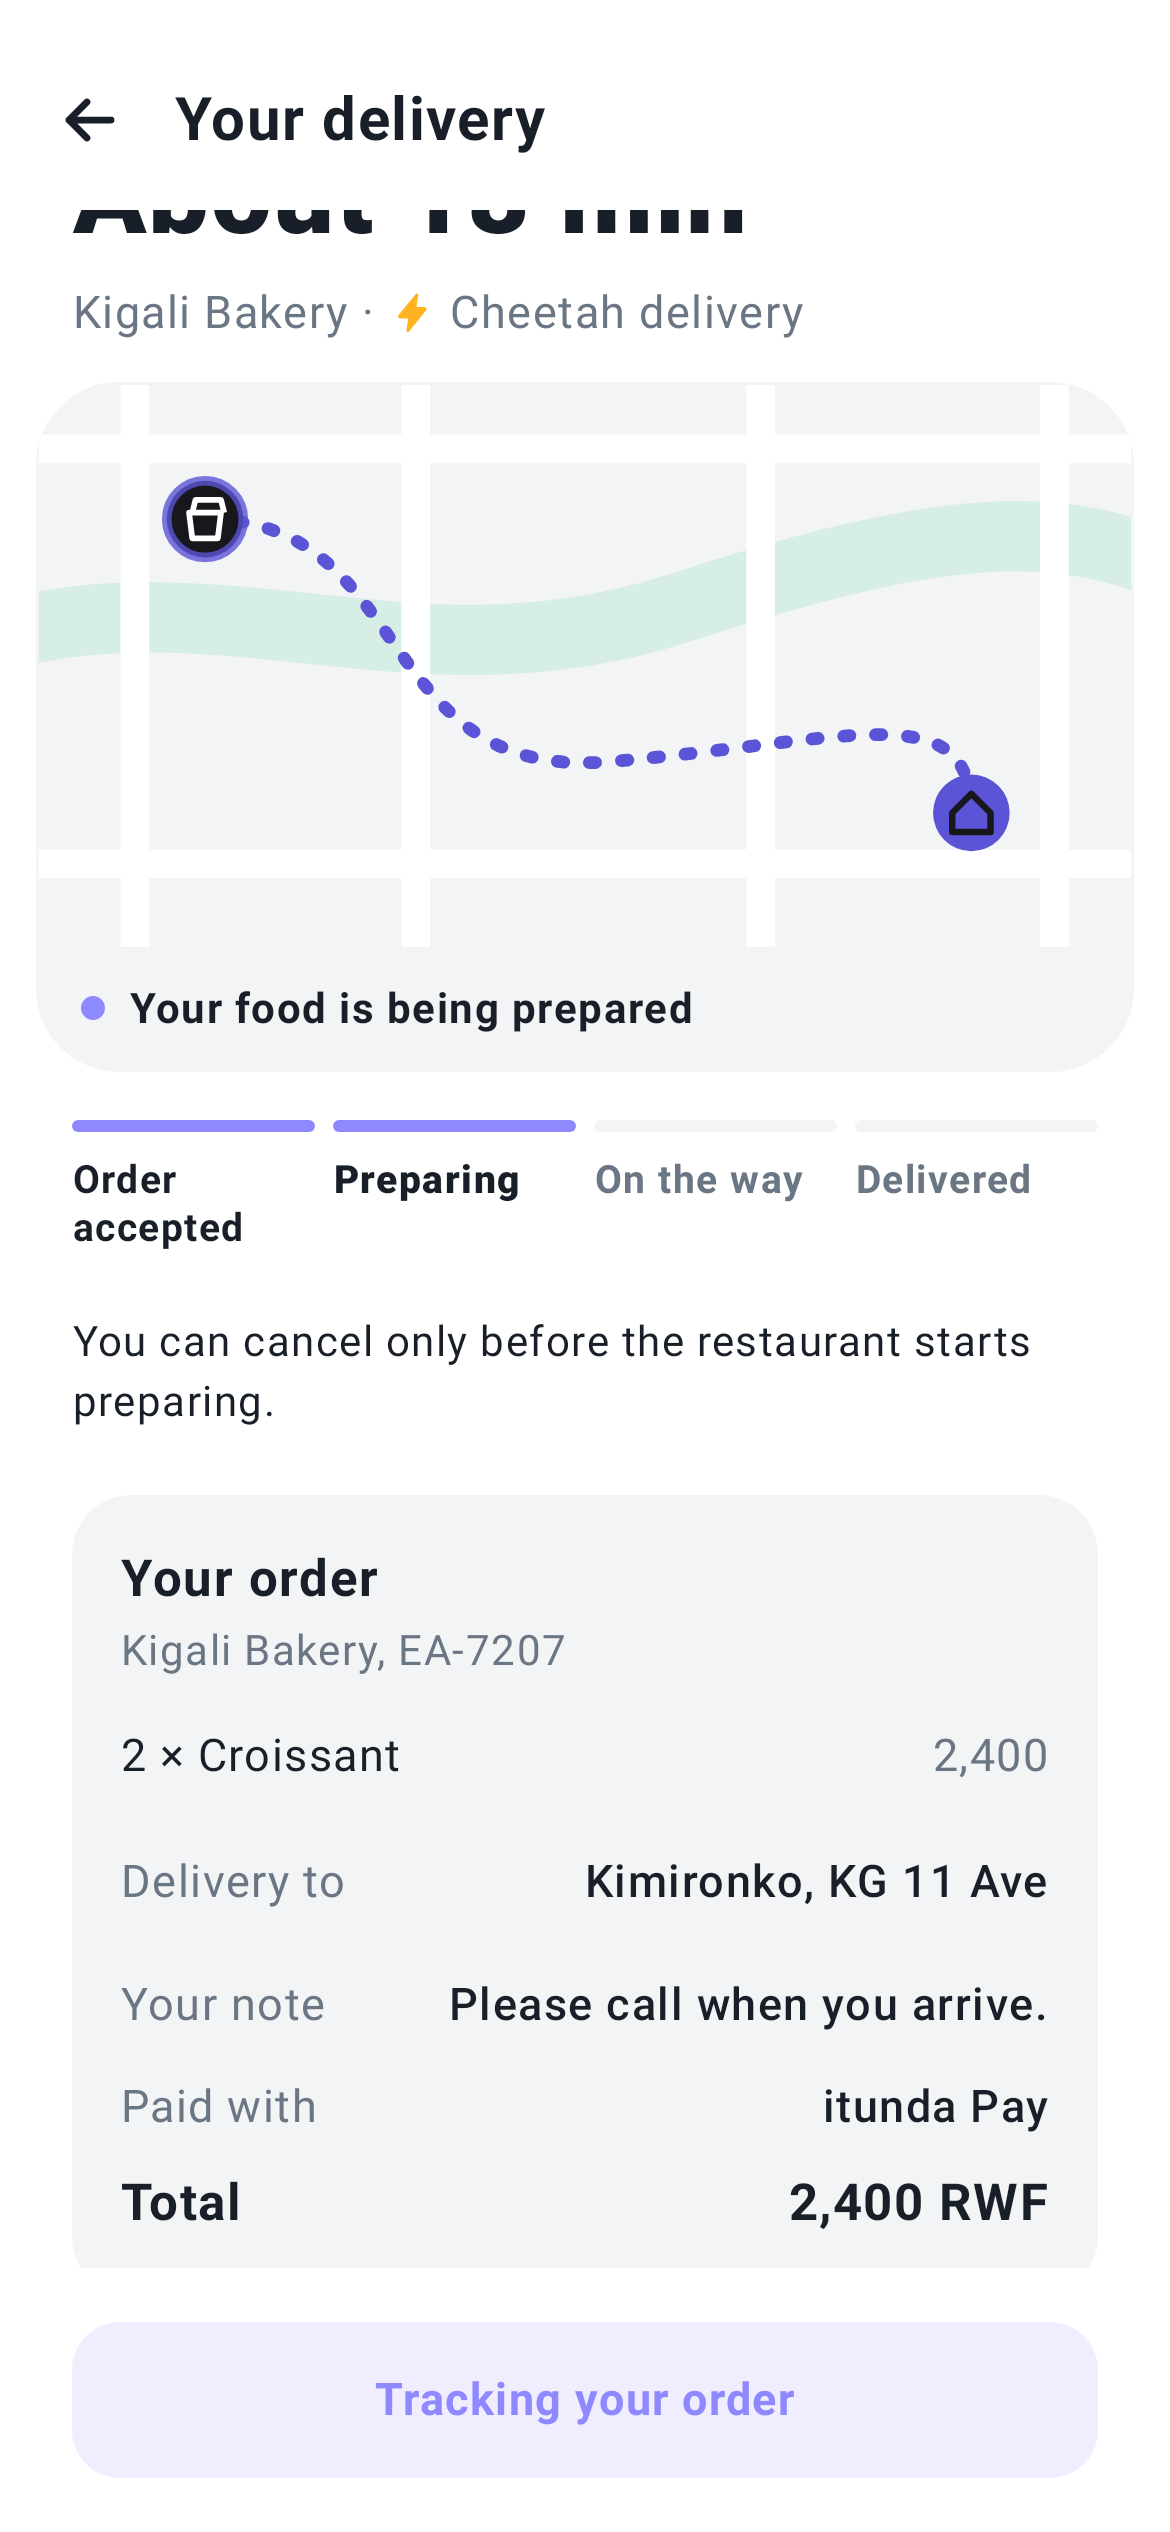 Your delivery
About min
Kigali Bakery · Cheetah delivery
Your food is being prepared
Order accepted
Preparing
On the way
Delivered
You can cancel only before the restaurant starts
preparing.
Your order
Kigali Bakery, EA-7207
2 × Croissant 2,400
Delivery to Kimironko, KG 11 Ave
Your note Please call when you arrive.
Paid with itunda Pay
Total 2,400 RWF
Tracking your order